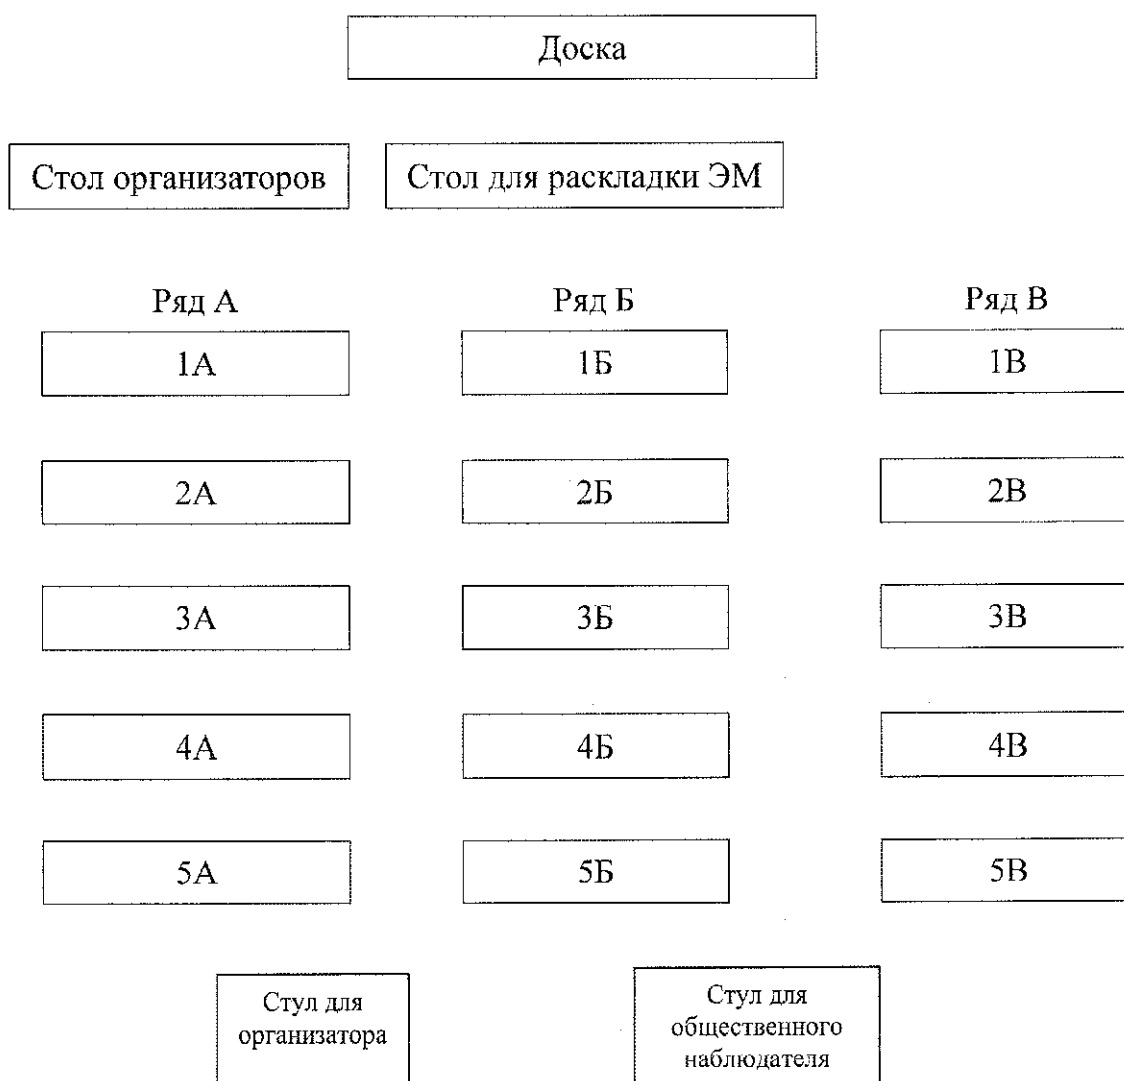 Доска
Стол организаторов
Стол для раскладки ЭМ
Ряд А
Ряд Б
Ряд В
1А
1Б
1В
2А
2Б
2В
3А
3Б
3В
4А
4Б
4В
5А
5Б
5В
Стул для
организатора
Стул для
общественного
наблюдателя